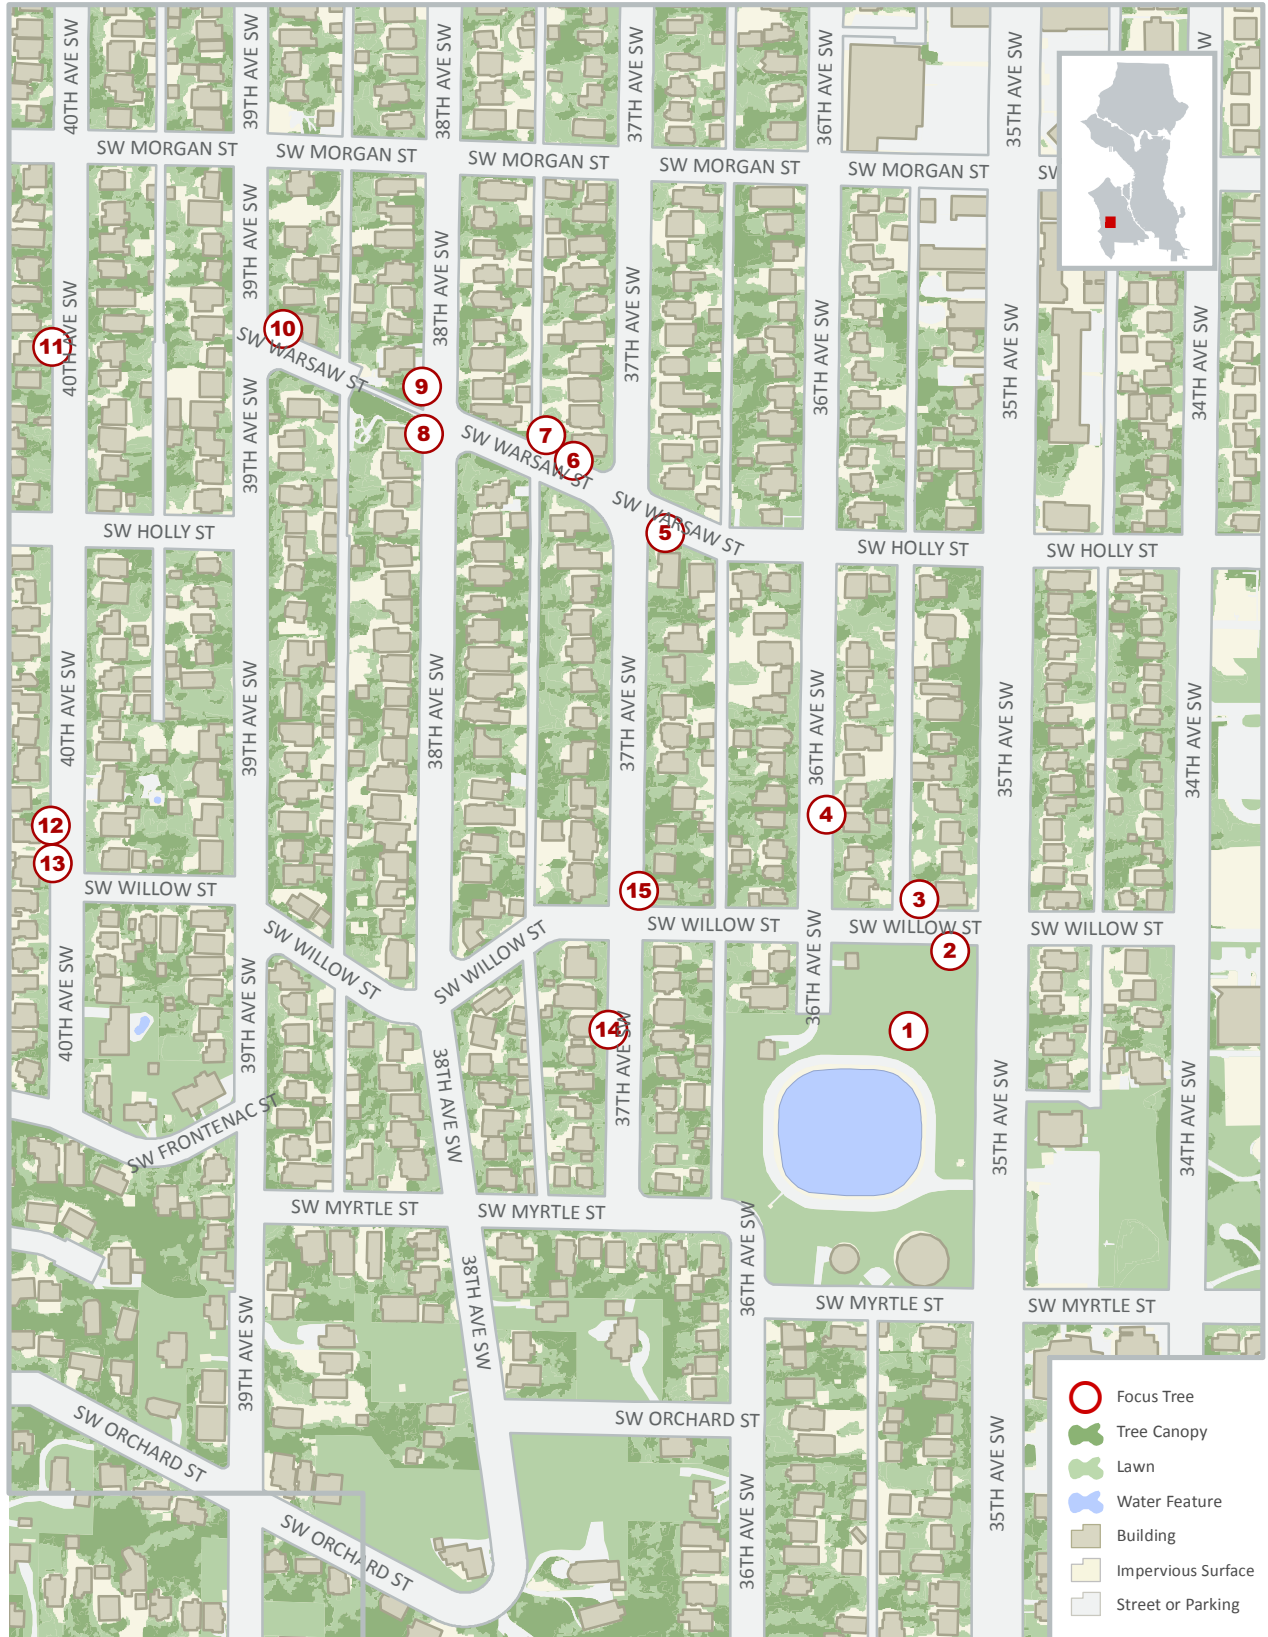 40TH AVE SW
39TH AVE SW
38TH AVE SW
37TH AVE SW
36TH AVE SW
35TH AVE SW
W
SW MORGAN ST
SW MORGAN ST
SW MORGAN ST
SW MORGAN ST
SW MORGAN ST
SW
39TH AVE SW
38TH AVE SW
37TH AVE SW
40TH AVE SW
36TH AVE SW
35TH AVE SW
34TH AVE SW
11
10
SW WARSAW ST
9
8
7
6
SW WARSAW ST
39TH AVE SW
SW WARSAW ST
5
SW HOLLY ST
SW HOLLY ST
SW HOLLY ST
40TH AVE SW
39TH AVE SW
38TH AVE SW
37TH AVE SW
36TH AVE SW
35TH AVE SW
34TH AVE SW
4
12
13
SW WILLOW ST
15
3
SW WILLOW ST
SW WILLOW ST
SW WILLOW ST
2
SW WILLOW ST
SW WILLOW ST
40TH AVE SW
39TH AVE SW
36TH AVE SW
1
14
37TH AVE SW
38TH AVE SW
35TH AVE SW
34TH AVE SW
SW FRONTENAC ST
SW MYRTLE ST
SW MYRTLE ST
36TH AVE SW
38TH AVE SW
SW MYRTLE ST
SW MYRTLE ST
39TH AVE SW
SW ORCHARD ST
SW ORCHARD ST
36TH AVE SW
35TH AVE SW
SW ORCHARD ST
Focus Tree
Tree Canopy
Lawn
Water Feature
Building
Impervious Surface
Street or Parking